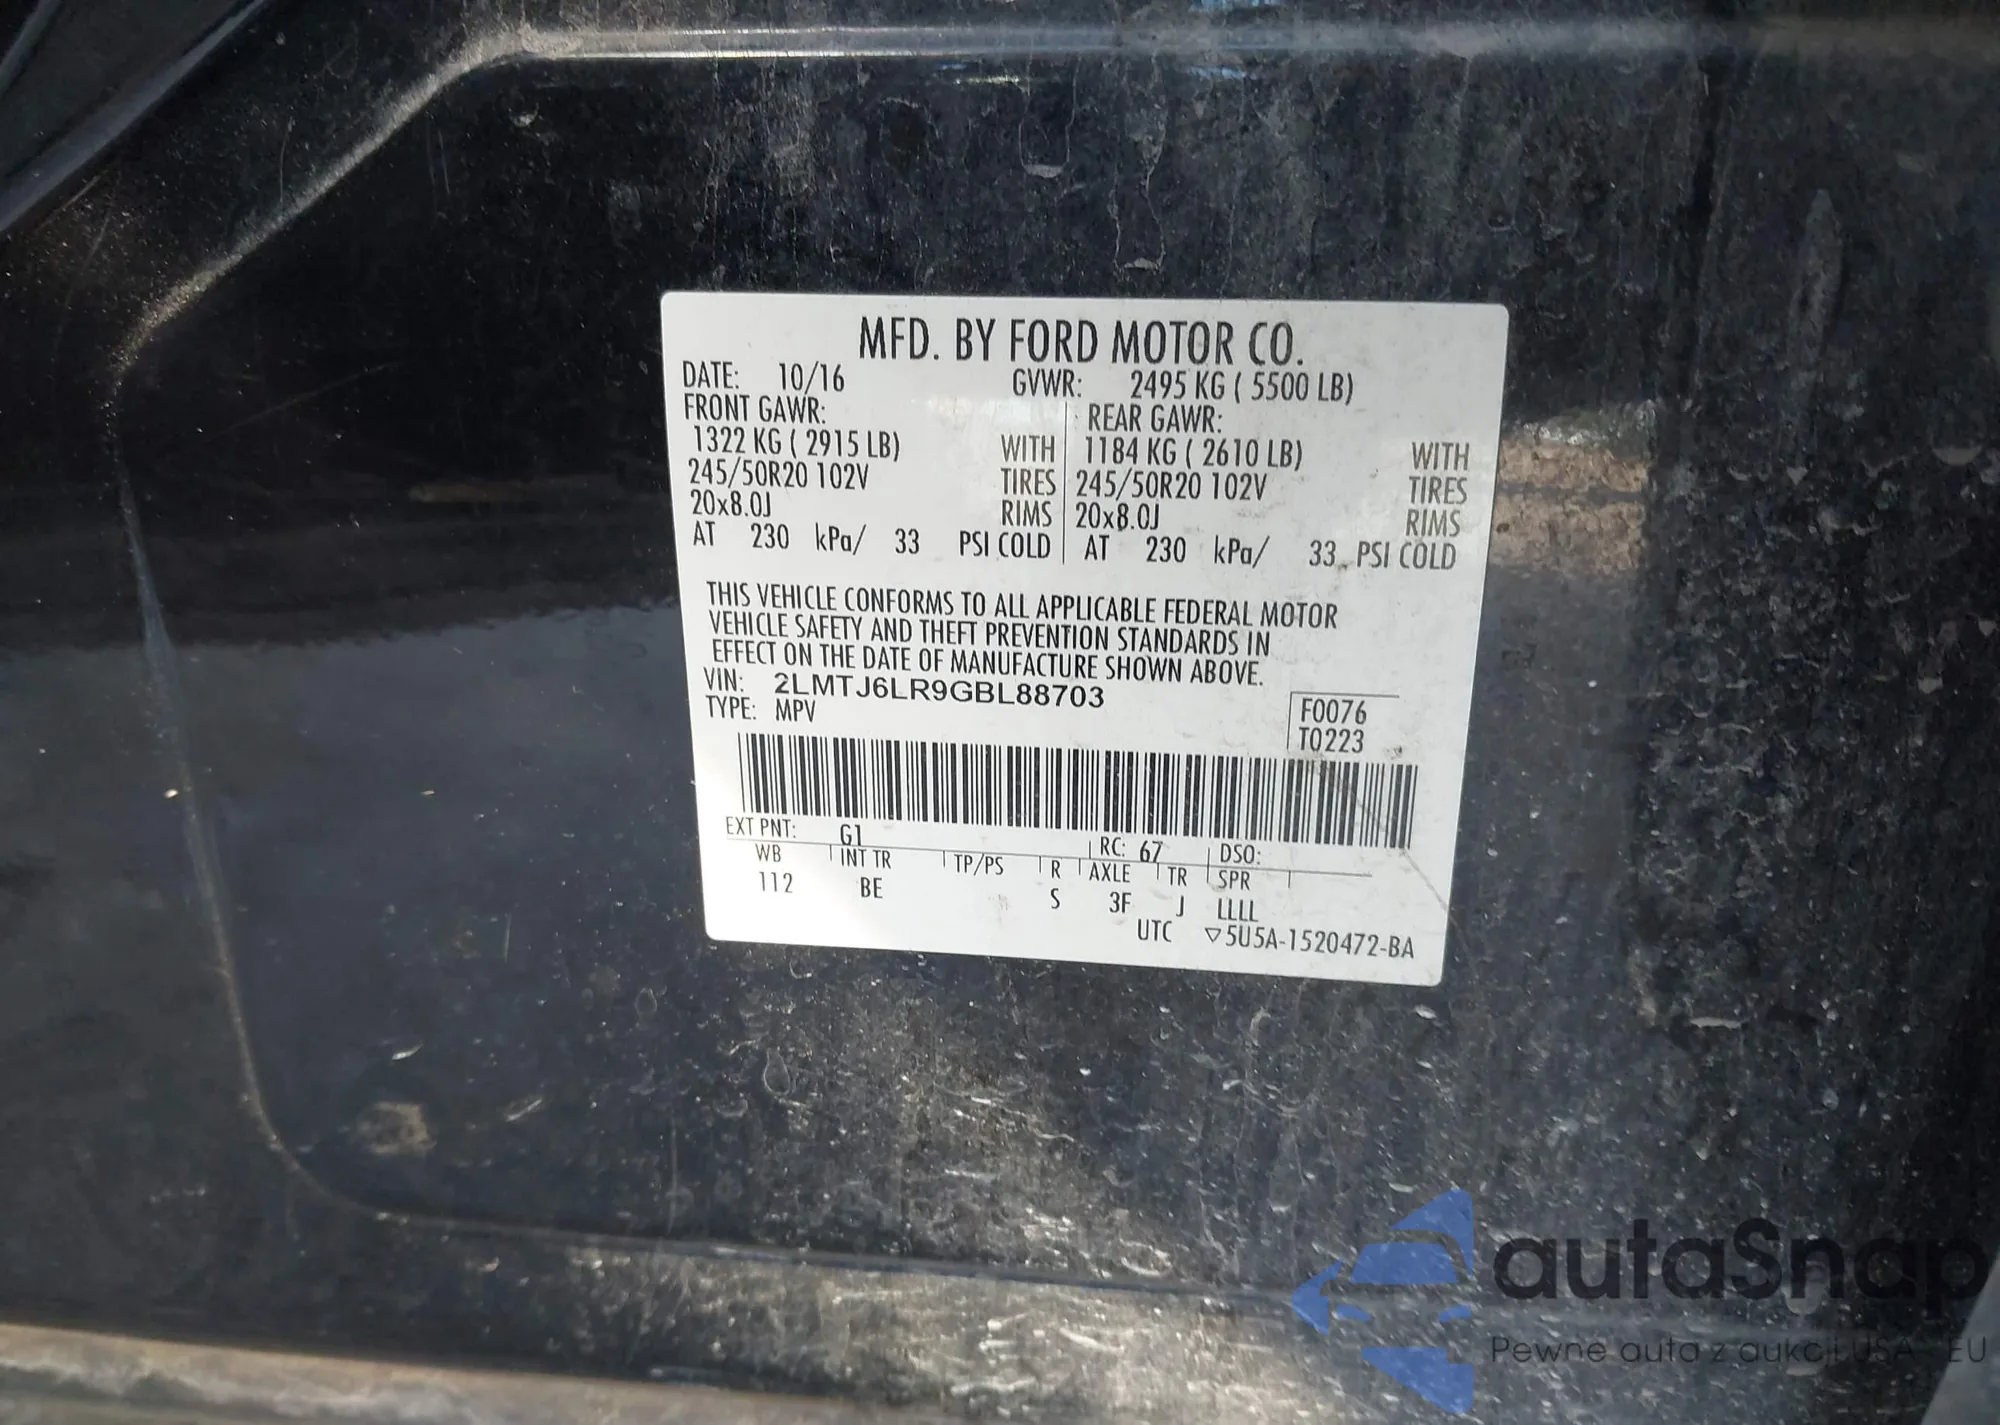 MFD. BY FORD MOTOR CO.
DATE: 10/16 GVWR: 2495 KG ( 5500 LB)
FRONT GAWR: REAR GAWR:
1322 KG ( 2915 LB) WITH 1184 KG ( 2610 LB) WITH
245/50R20 102V TIRES 245/50R20 102V TIRES
20x8.0J RIMS 20x8.0J RIMS
AT 230 kPa/ 33 PSI COLD AT 230 kPa/ 33 PSI COLD
THIS VEHICLE CONFORMS TO ALL APPLICABLE FEDERAL MOTOR
VEHICLE SAFETY AND THEFT PREVENTION STANDARDS IN
EFFECT ON THE DATE OF MANUFACTURE SHOWN ABOVE.
VIN: 2LMTJ6LR9GBL88703
TYPE: MPV
F0076
T0223
EXT PNT: G1 RC: 67 DSO:
WB INT TR TP/PS R AXLE TR SPR
112 BE S 3F J LLLL
UTC ▽5U5A-1520472-BA
autaSnap
Pewne auta z aukcji USA EU